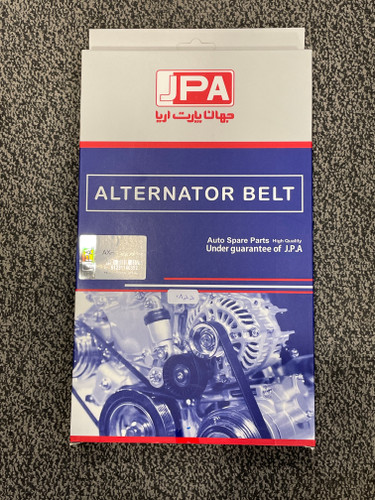 JPA
جهانا پارت آریا
ALTERNATOR BELT
Auto Spare Parts High Quality
Under guarantee of J.P.A